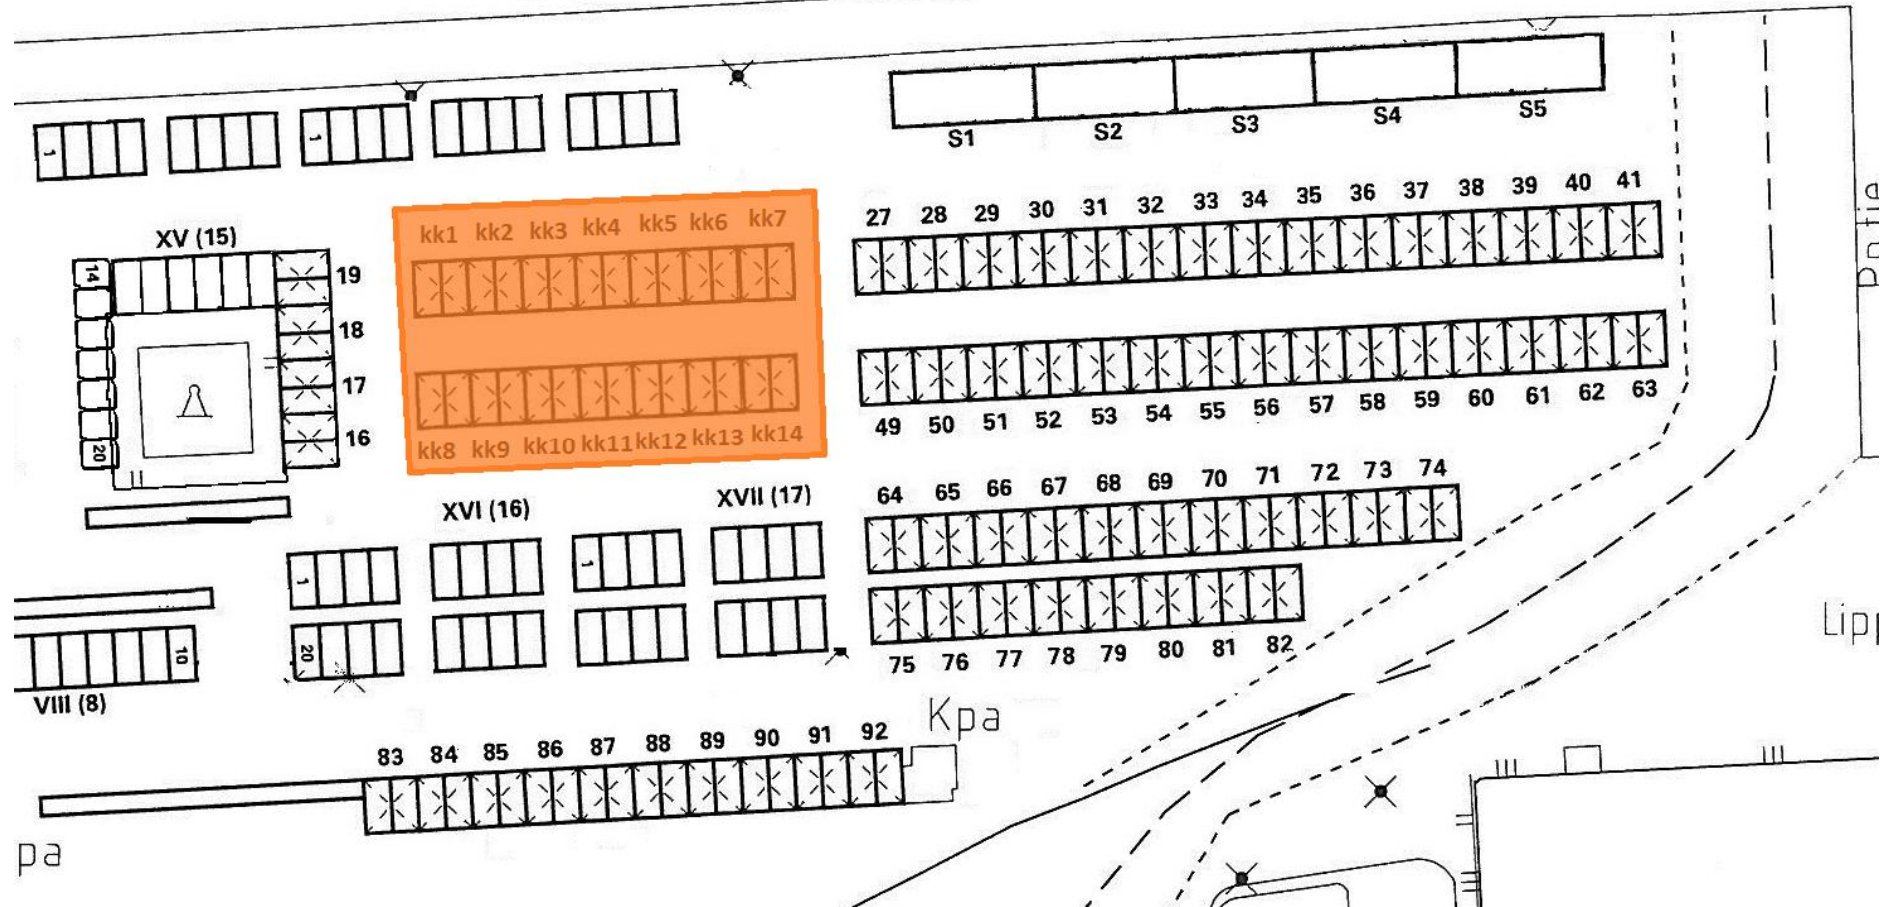 S1 S2 S3 S4 S5
1 1
27 28 29 30 31 32 33 34 35 36 37 38 39 40 41
kk1 kk2 kk3 kk4 kk5 kk6 kk7
XV (15)
14
19
18
17
16
20
49 50 51 52 53 54 55 56 57 58 59 60 61 62 63
kk8 kk9 kk10 kk11 kk12 kk13 kk14
XVI (16) XVII (17)
64 65 66 67 68 69 70 71 72 73 74
1 1
10 20
75 76 77 78 79 80 81 82
VIII (8)
Kpa
Lipp
83 84 85 86 87 88 89 90 91 92
pa